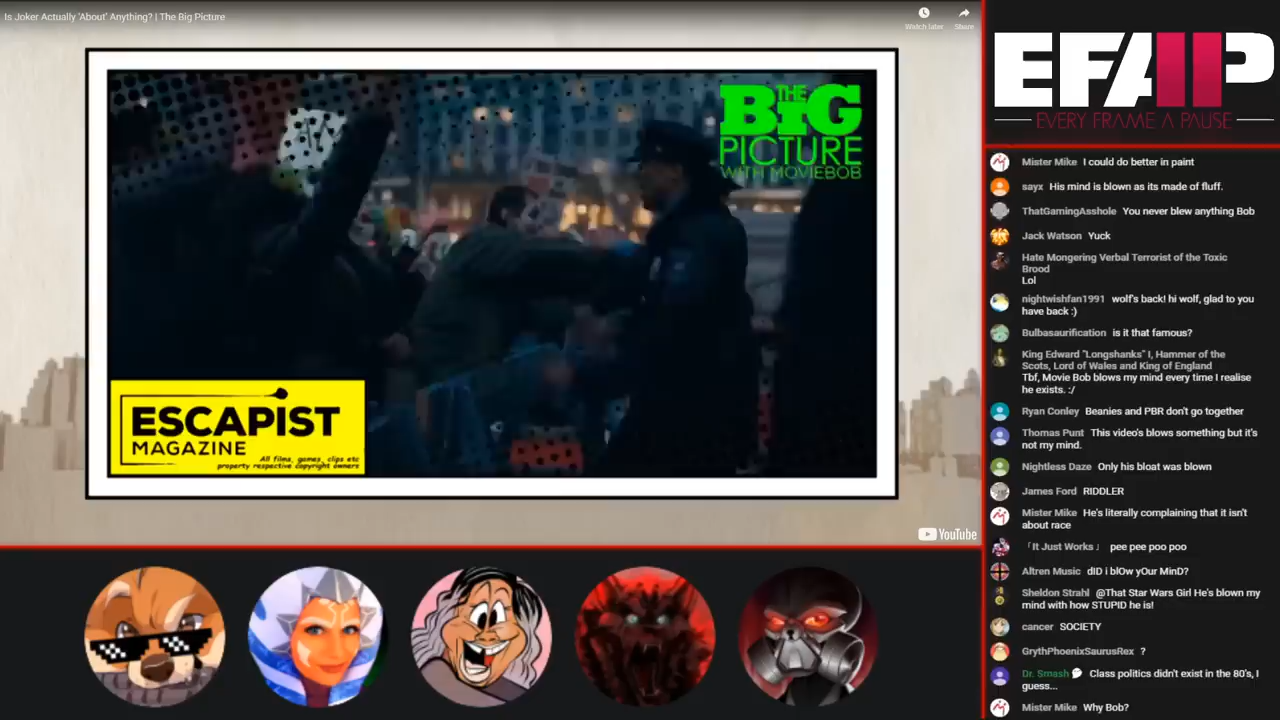 Is Joker Actually 'About' Anything? | The Big Picture
Watch later
Share
THE
BiG
PICTURE
WITH MOVIEBOB
ESCAPIST
MAGAZINE
All films, games, clips etc
property respective copyright owners
YouTube
EFAP
EVERY FRAME A PAUSE
Mister Mike I could do better in paint
sayx His mind is blown as its made of fluff.
ThatGamingAsshole You never blew anything Bob
Jack Watson Yuck
Hate Mongering Verbal Terrorist of the Toxic
Brood
Lol
nightwishfan1991 wolf's back! hi wolf, glad to you
have back :)
Bulbasaurification is it that famous?
King Edward "Longshanks" I, Hammer of the
Scots, Lord of Wales and King of England
Tbf, Movie Bob blows my mind every time I realise
he exists. :/
Ryan Conley Beanies and PBR don't go together
Thomas Punt This video's blows something but it's
not my mind.
Nightless Daze Only his bloat was blown
James Ford RIDDLER
Mister Mike He's literally complaining that it isn't
about race
「It Just Works」 pee pee poo poo
Altren Music dID i blOw yOur MinD?
Sheldon Strahl @That Star Wars Girl He's blown my
mind with how STUPID he is!
cancer SOCIETY
GrythPhoenixSaurusRex ?
Dr. Smash Class politics didn't exist in the 80's, I
guess...
Mister Mike Why Bob?